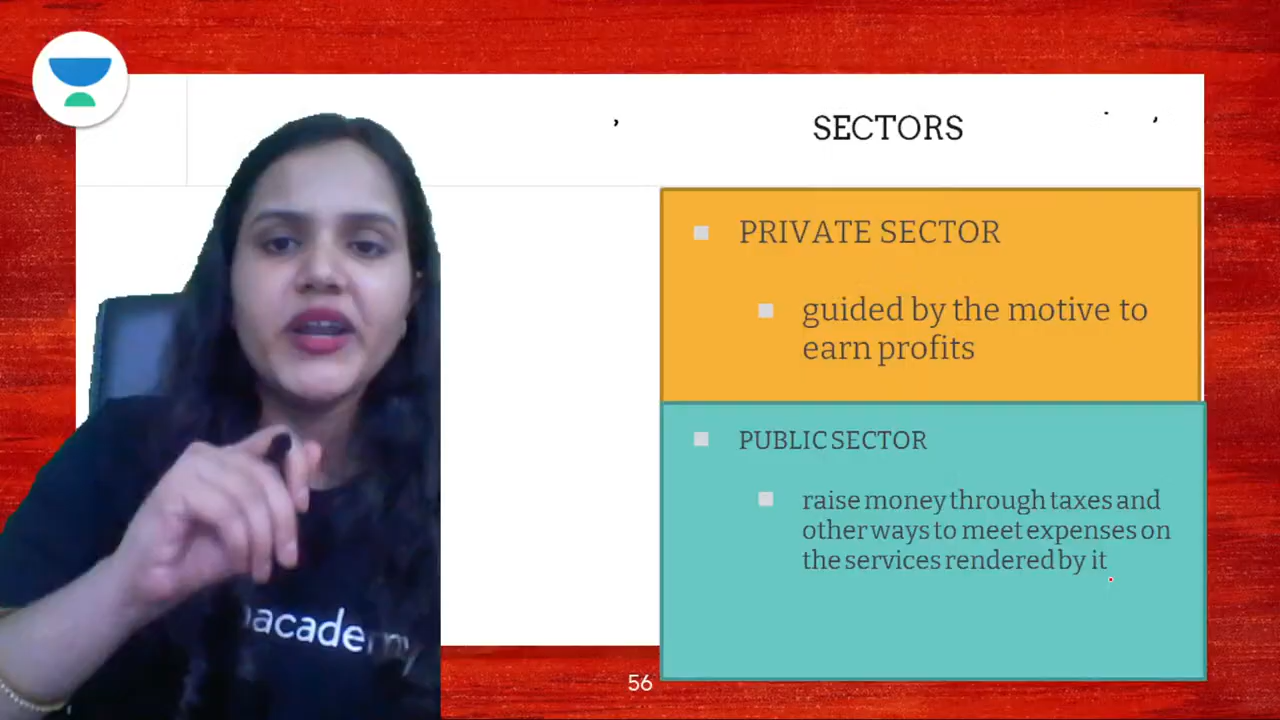 SECTORS
PRIVATE SECTOR
guided by the motive to
earn profits
PUBLIC SECTOR
raise money through taxes and
other ways to meet expenses on
the services rendered by it
56